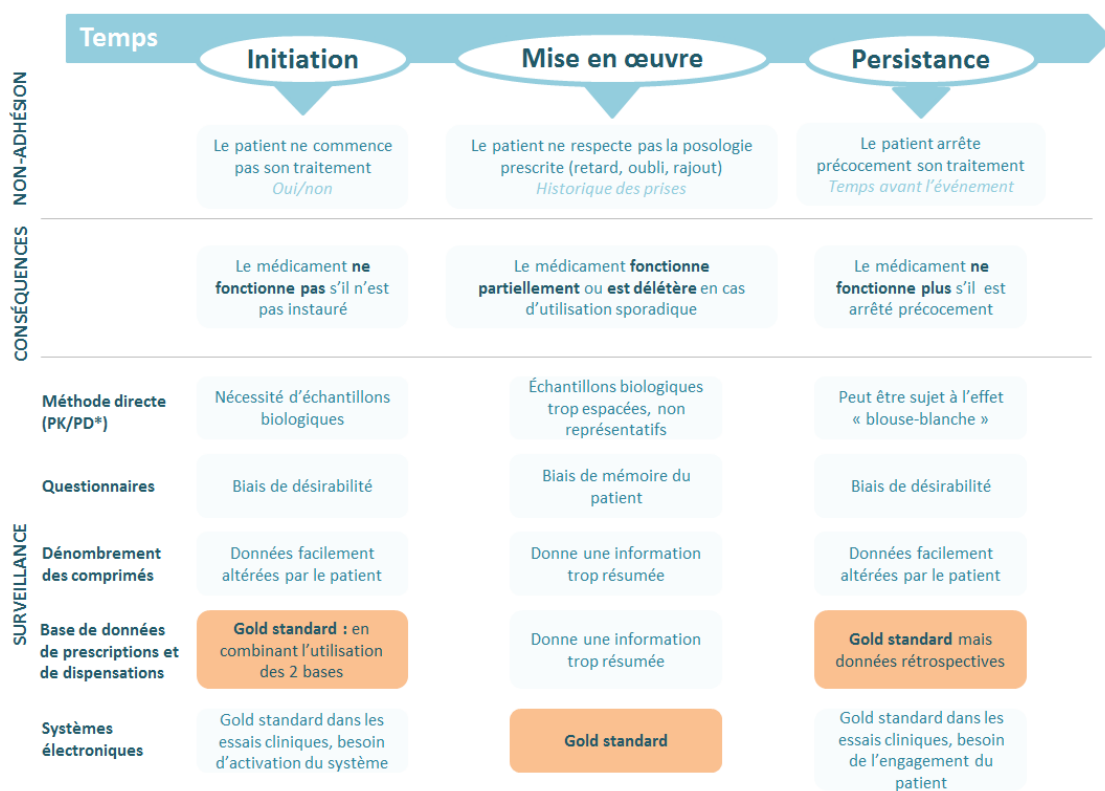 Temps
Initiation
Mise en œuvre
Persistance
NON-ADHÉSION
Le patient ne commence
pas son traitement
Oui/non
Le patient ne respecte pas la posologie
prescrite (retard, oubli, rajout)
Historique des prises
Le patient arrête
précocement son traitement
Temps avant l'événement
CONSÉQUENCES
Le médicament ne
fonctionne pas s'il n'est
pas instauré
Le médicament fonctionne
partiellement ou est délétère en cas
d'utilisation sporadique
Le médicament ne
fonctionne plus s'il est
arrêté précocement
SURVEILLANCE
Méthode directe
(PK/PD*)
Nécessité d'échantillons
biologiques
Échantillons biologiques
trop espacées, non
représentatifs
Peut être sujet à l'effet
« blouse-blanche »
Questionnaires
Biais de désirabilité
Biais de mémoire du
patient
Biais de désirabilité
Dénombrement
des comprimés
Données facilement
altérées par le patient
Donne une information
trop résumée
Données facilement
altérées par le patient
Base de données
de prescriptions et
de dispensations
Gold standard : en
combinant l'utilisation
des 2 bases
Donne une information
trop résumée
Gold standard mais
données rétrospectives
Systèmes
électroniques
Gold standard dans les
essais cliniques, besoin
d'activation du système
Gold standard
Gold standard dans les
essais cliniques, besoin
de l'engagement du
patient